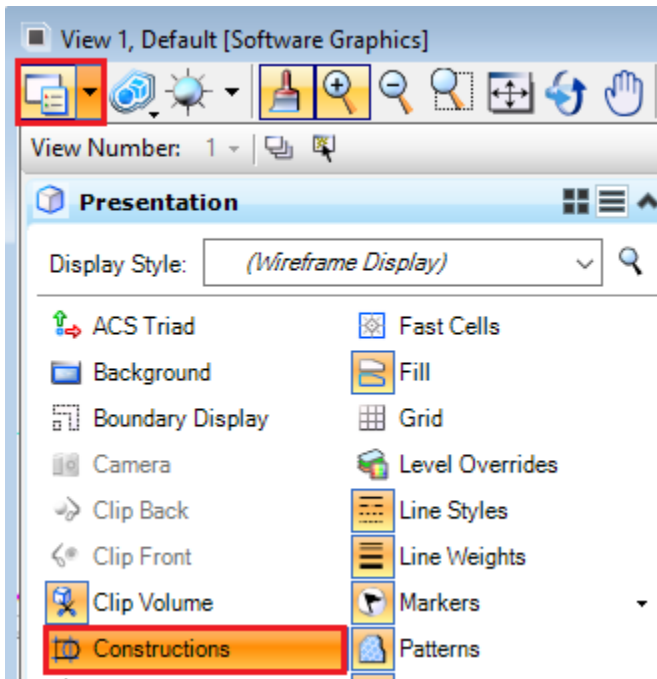 View 1, Default [Software Graphics]
View Number: 1
Presentation
Display Style: (Wireframe Display)
ACS Triad Fast Cells
Background Fill
Boundary Display Grid
Camera Level Overrides
Clip Back Line Styles
Clip Front Line Weights
Clip Volume Markers
Constructions Patterns